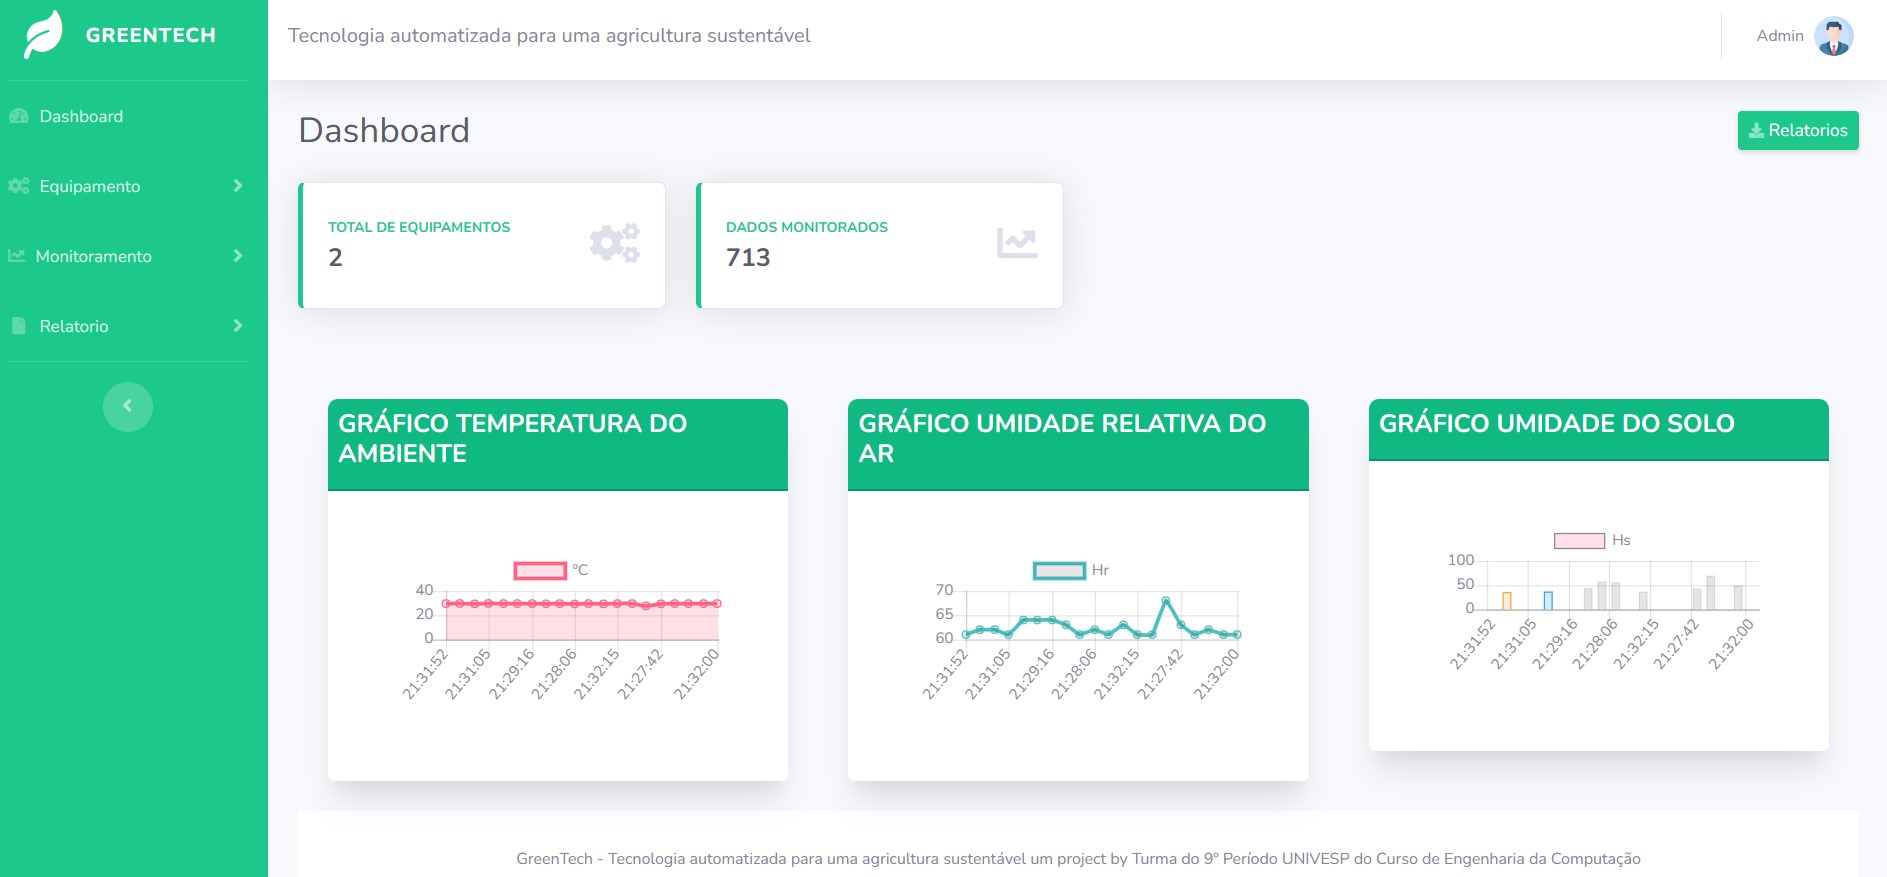 GREENTECH
Tecnologia automatizada para uma agricultura sustentável
Admin
Dashboard
Equipamento
Monitoramento
Relatorio
Dashboard
Relatorios
TOTAL DE EQUIPAMENTOS
2
DADOS MONITORADOS
713
GRÁFICO TEMPERATURA DO
AMBIENTE
°C
40
20
0
21:31:52
21:31:05
21:29:16
21:28:06
21:32:15
21:27:42
21:32:00
GRÁFICO UMIDADE RELATIVA DO
AR
Hr
70
65
60
21:31:52
21:31:05
21:29:16
21:28:06
21:32:15
21:27:42
21:32:00
GRÁFICO UMIDADE DO SOLO
Hs
100
50
0
21:31:52
21:31:05
21:29:16
21:28:06
21:32:15
21:27:42
21:32:00
GreenTech - Tecnologia automatizada para uma agricultura sustentável um project by Turma do 9º Período UNIVESP do Curso de Engenharia da Computação